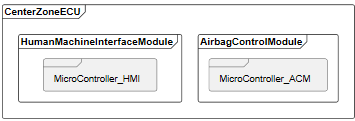 CenterZoneECU
HumanMachineInterfaceModule
AirbagControlModule
MicroController_HMI
MicroController_ACM